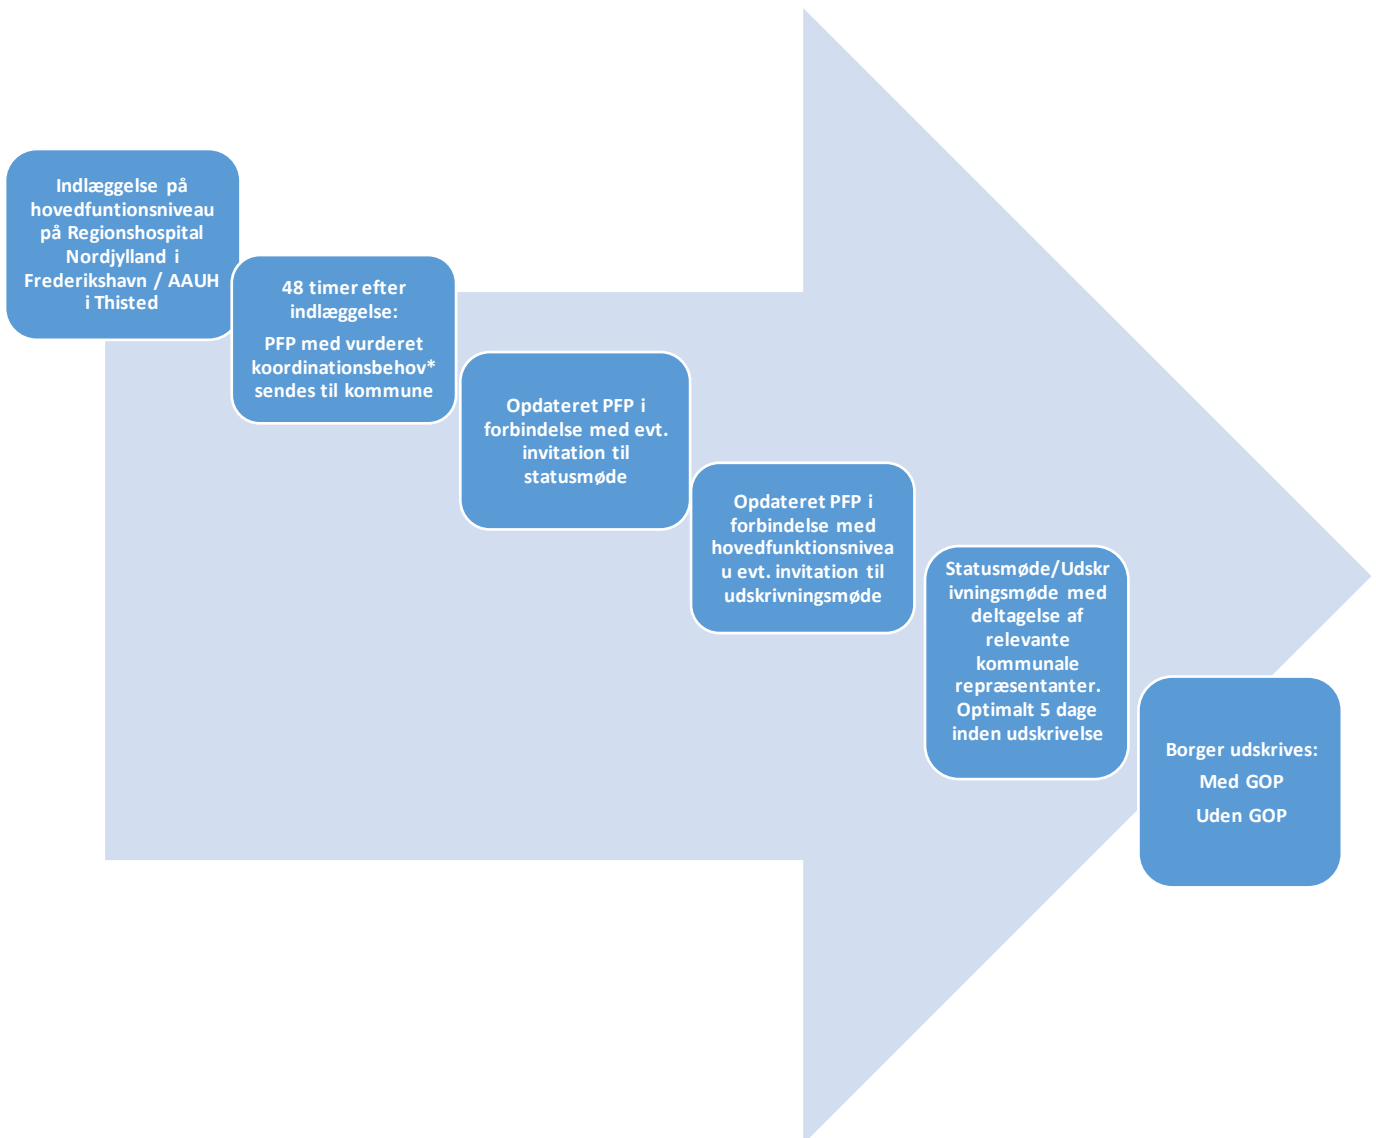 Indlæggelse på
hovedfuntionsniveau
på Regionshospital
Nordjylland i
Frederikshavn / AAUH
i Thisted
48 timer efter
indlæggelse:
PFP med vurderet
koordinationsbehov*
sendes til kommune
Opdateret PFP i
forbindelse med evt.
invitation til
statusmøde
Opdateret PFP i
forbindelse med
hovedfunktionsnivea
u evt. invitation til
udskrivningsmøde
Statusmøde/Udskr
ivningsmøde med
deltagelse af
relevante
kommunale
repræsentanter.
Optimalt 5 dage
inden udskrivelse
Borger udskrives:
Med GOP
Uden GOP